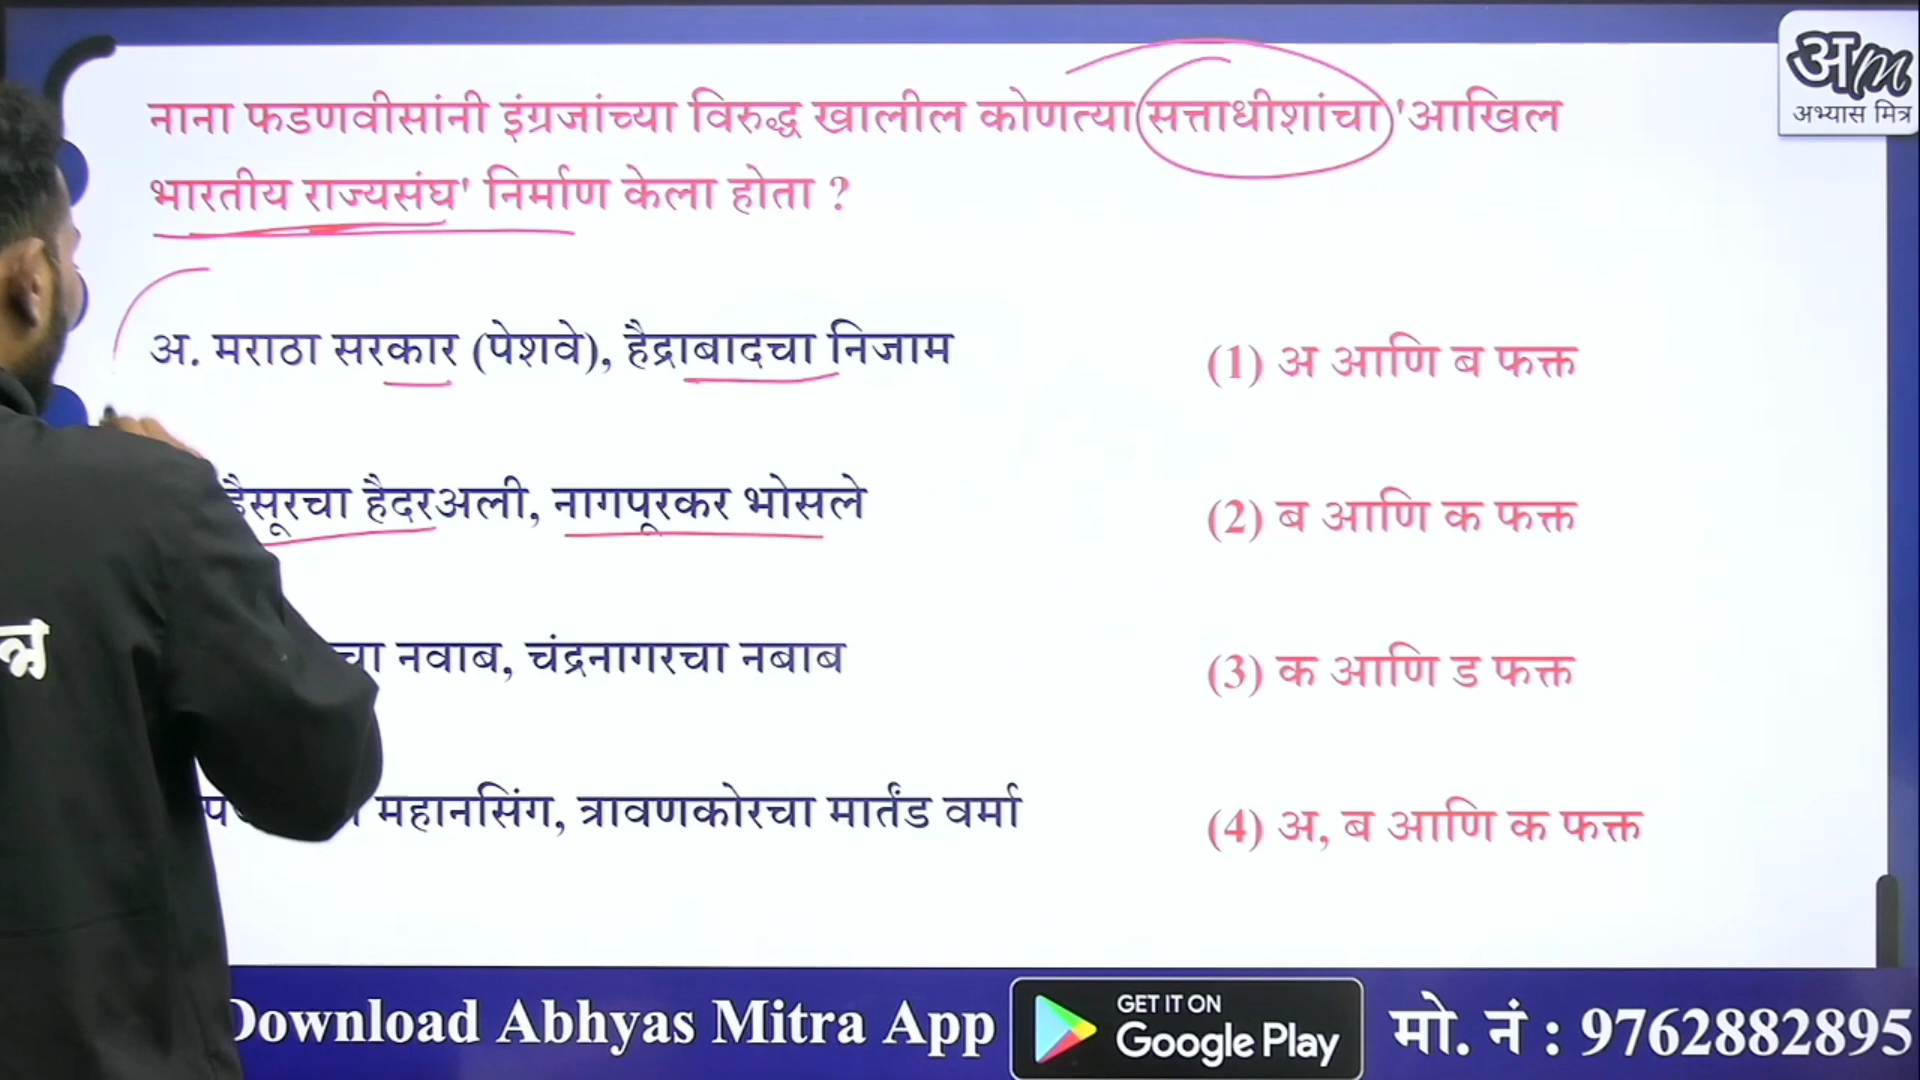 नाना फडणवीसांनी इंग्रजांच्या विरुद्ध खालील कोणत्या सत्ताधीशांचा 'आखिल
भारतीय राज्यसंघ' निर्माण केला होता ?
अ. मराठा सरकार (पेशवे), हैद्राबादचा निजाम
हैदरअली, नागपूरकर भोसले
नवाब, चंद्रनागरचा नबाब
महानसिंग, त्रावणकोरचा मार्तंड वर्मा
(1) अ आणि ब फक्त
(2) ब आणि क फक्त
(3) क आणि ड फक्त
(4) अ, ब आणि क फक्त
अm
अभ्यास मित्र
Download Abhyas Mitra App
GET IT ON
Google Play
मो. नं : 9762882895